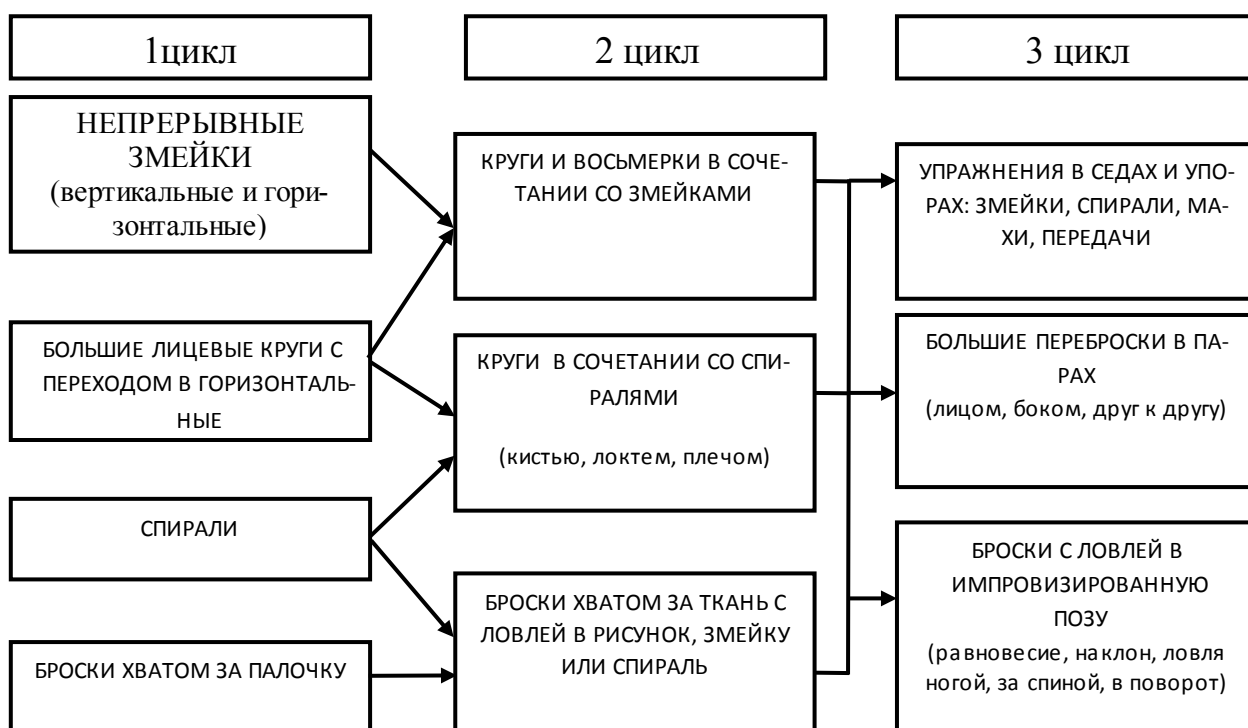 1цикл
НЕПРЕРЫВНЫЕ
ЗМЕЙКИ
(вертикальные и гори-
зонтальные)
БОЛЬШИЕ ЛИЦЕВЫЕ КРУГИ С
ПЕРЕХОДОМ В ГОРИЗОНТАЛЬ-
НЫЕ
СПИРАЛИ
БРОСКИ ХВАТОМ ЗА ПАЛОЧКУ
2 цикл
КРУГИ И ВОСЬМЕРКИ В СОЧЕ-
ТАНИИ СО ЗМЕЙКАМИ
КРУГИ В СОЧЕТАНИИ СО СПИ-
РАЛЯМИ
(кистью, локтем, плечом)
БРОСКИ ХВАТОМ ЗА ТКАНЬ С
ЛОВЛЕЙ В РИСУНОК, ЗМЕЙКУ
ИЛИ СПИРАЛЬ
3 цикл
УПРАЖНЕНИЯ В СЕДАХ И УПО-
РАХ: ЗМЕЙКИ, СПИРАЛИ, МА-
ХИ, ПЕРЕДАЧИ
БОЛЬШИЕ ПЕРЕБРОСКИ В ПА-
РАХ
(лицом, боком, друг к другу)
БРОСКИ С ЛОВЛЕЙ В
ИМПРОВИЗИРОВАННУЮ
ПОЗУ
(равновесие, наклон, ловля
ногой, за спиной, в поворот)